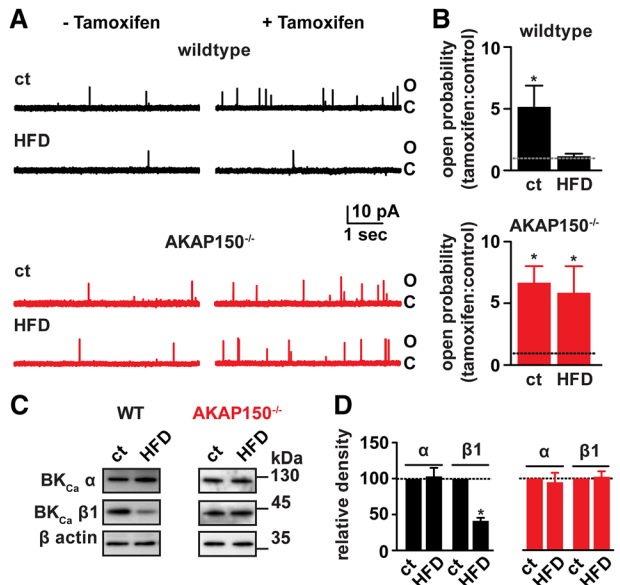 A
- Tamoxifen + Tamoxifen
wildtype
ct
O
C
HFD
O
C
10 pA
1 sec
AKAP150-/-
ct
O
C
HFD
O
C
B
wildtype
open probability
(tamoxifen:control)
10
5
0
*
ct HFD
AKAP150-/-
open probability
(tamoxifen:control)
10
5
0
* *
ct HFD
C
WT AKAP150-/-
ct HFD ct HFD
kDa
BKCa α
130
BKCa β1
45
β actin
35
D
relative density
150
100
50
0
α β1
*
ct HFD ct HFD
α β1
ct HFD ct HFD